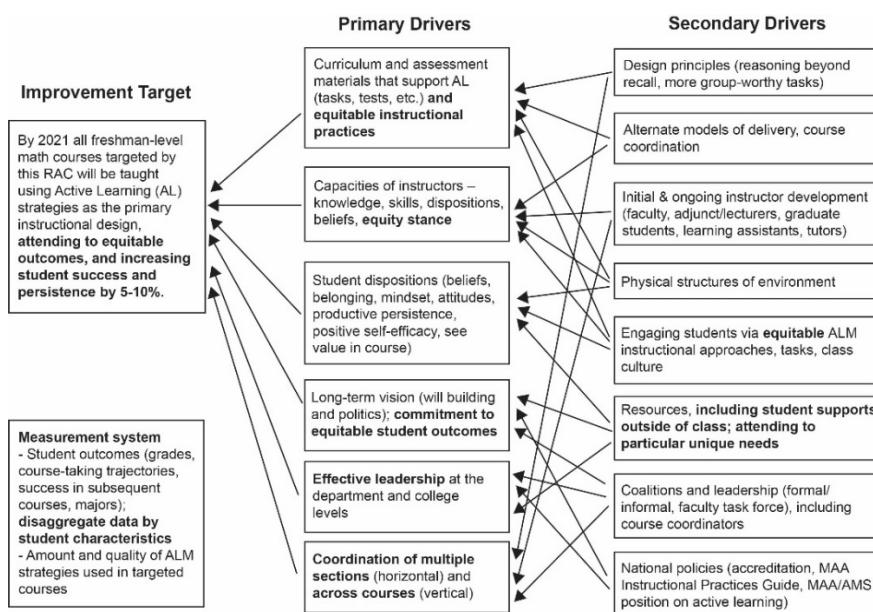 Improvement Target
By 2021 all freshman-level
math courses targeted by
this RAC will be taught
using Active Learning (AL)
strategies as the primary
instructional design,
attending to equitable
outcomes, and increasing
student success and
persistence by 5-10%.
Measurement system
- Student outcomes (grades,
course-taking trajectories,
success in subsequent
courses, majors);
disaggregate data by
student characteristics
- Amount and quality of ALM
strategies used in targeted
courses
Primary Drivers
Curriculum and assessment
materials that support AL
(tasks, tests, etc.) and
equitable instructional
practices
Capacities of instructors –
knowledge, skills, dispositions,
beliefs, equity stance
Student dispositions (beliefs,
belonging, mindset, attitudes,
productive persistence,
positive self-efficacy, see
value in course)
Long-term vision (will building
and politics); commitment to
equitable student outcomes
Effective leadership at the
department and college
levels
Coordination of multiple
sections (horizontal) and
across courses (vertical)
Secondary Drivers
Design principles (reasoning beyond
recall, more group-worthy tasks)
Alternate models of delivery, course
coordination
Initial & ongoing instructor development
(faculty, adjunct/lecturers, graduate
students, learning assistants, tutors)
Physical structures of environment
Engaging students via equitable ALM
instructional approaches, tasks, class
culture
Resources, including student supports
outside of class; attending to
particular unique needs
Coalitions and leadership (formal/
informal, faculty task force), including
course coordinators
National policies (accreditation, MAA
Instructional Practices Guide, MAA/AMS
position on active learning)